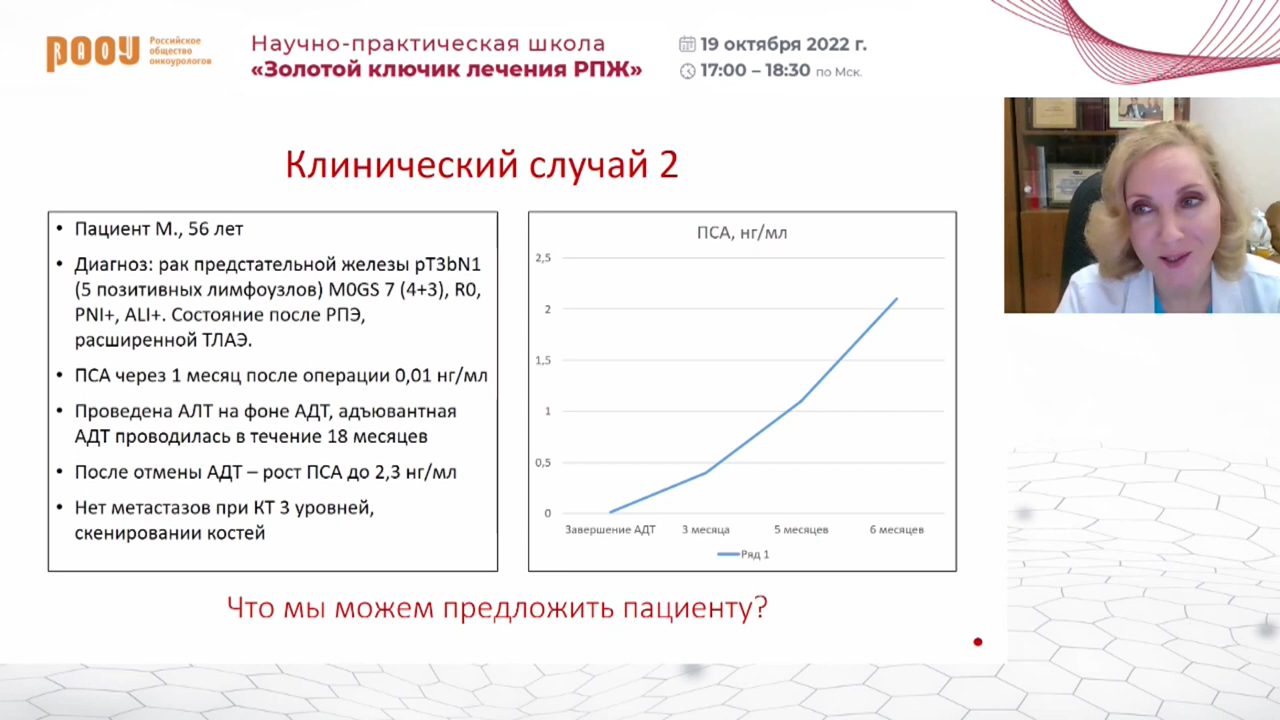 РАОУ
Российское
общество
онкоурологов
Научно-практическая школа
«Золотой ключик лечения РПЖ»
19 октября 2022 г.
17:00 – 18:30 по Мск.
Клинический случай 2
• Пациент М., 56 лет
• Диагноз: рак предстательной железы pT3bN1
(5 позитивных лимфоузлов) M0GS 7 (4+3), R0,
PNI+, ALI+. Состояние после РПЭ,
расширенной ТЛАЭ.
• ПСА через 1 месяц после операции 0,01 нг/мл
• Проведена АЛТ на фоне АДТ, адъювантная
АДТ проводилась в течение 18 месяцев
• После отмены АДТ – рост ПСА до 2,3 нг/мл
• Нет метастазов при КТ 3 уровней,
скенировании костей
ПСА, нг/мл
2,5
2
1,5
1
0,5
0
Завершение АДТ 3 месяца 5 месяцев 6 месяцев
Ряд 1
Что мы можем предложить пациенту?